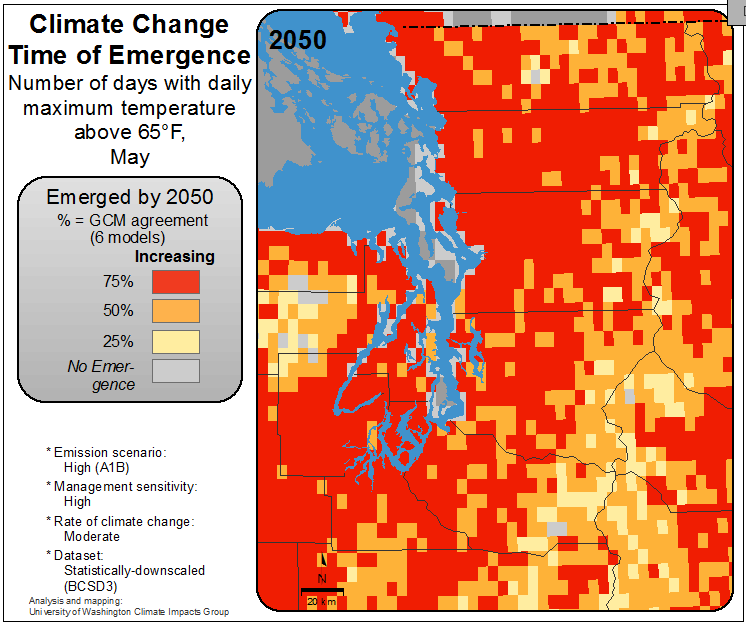 Climate Change
Time of Emergence
Number of days with daily
maximum temperature
above 65°F,
May
Emerged by 2050
% = GCM agreement
(6 models)
Increasing
75%
50%
25%
No Emer-
gence
* Emission scenario:
High (A1B)
* Management sensitivity:
High
* Rate of climate change:
Moderate
* Dataset:
Statistically-downscaled
(BCSD3)
Analysis and mapping:
University of Washington Climate Impacts Group
2050
N
20 km